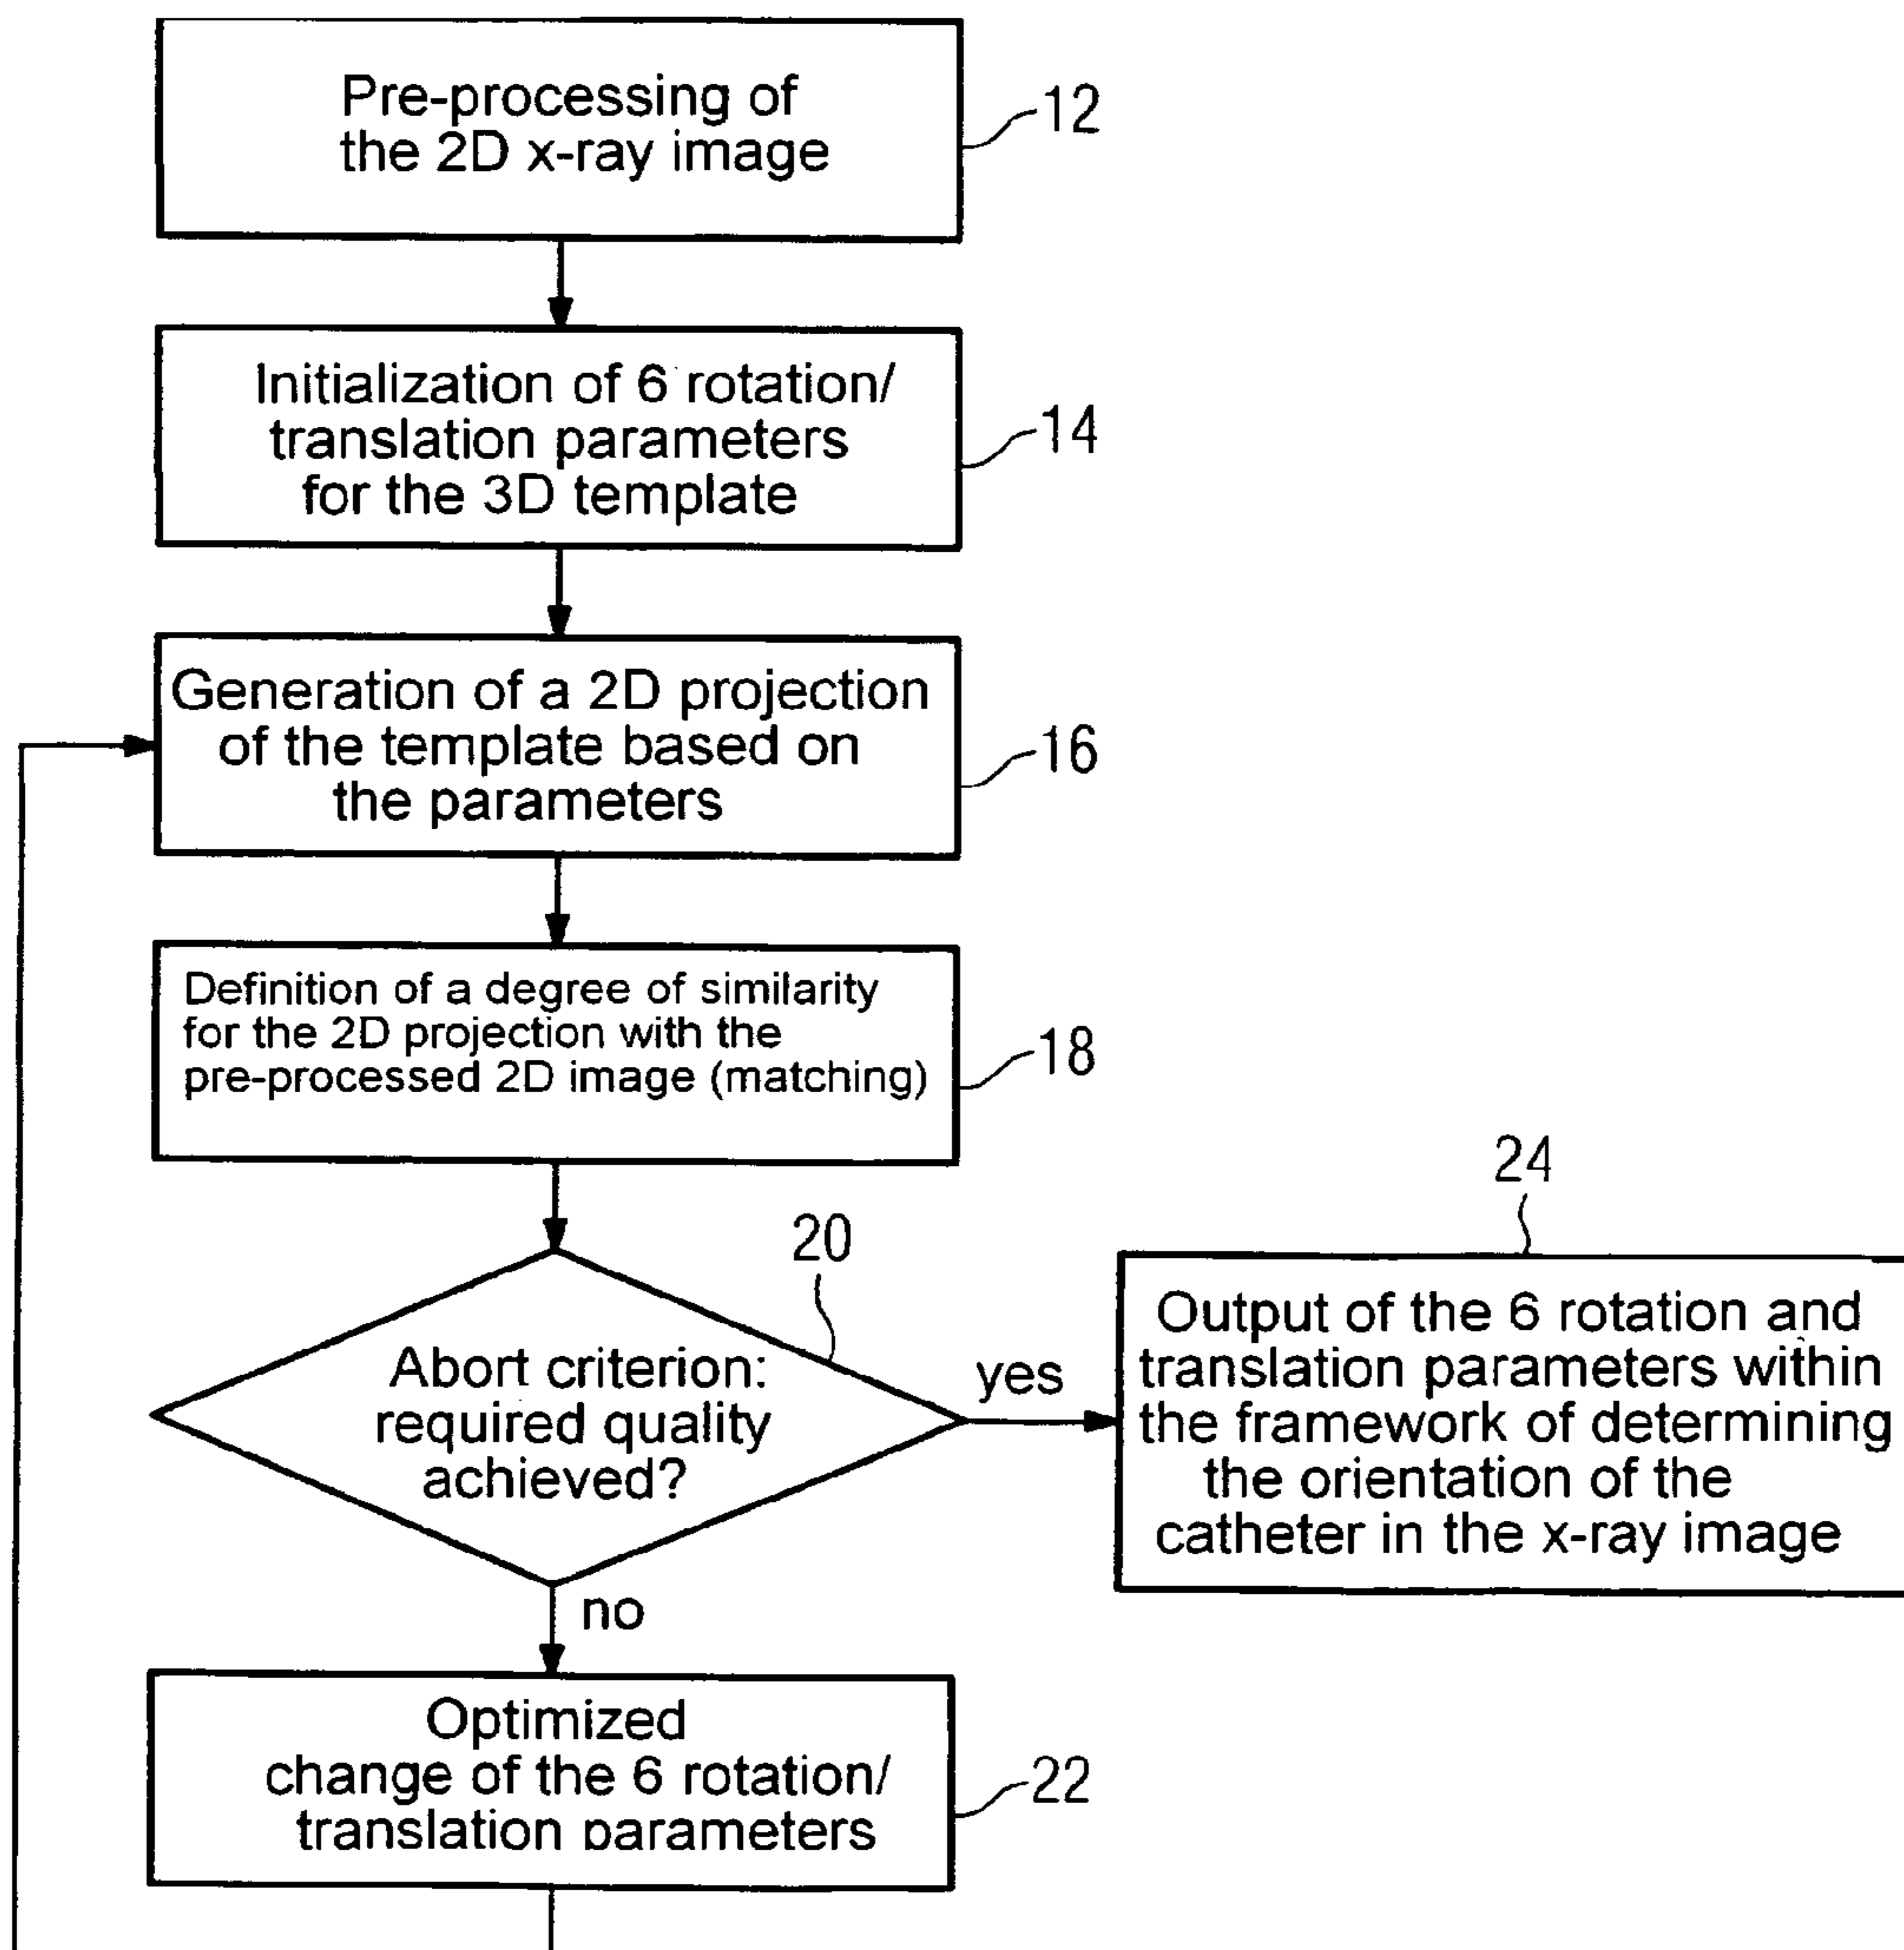 Pre-processing of
the 2D x-ray image
12
Initialization of 6 rotation/
translation parameters
for the 3D template
14
Generation of a 2D projection
of the template based on
the parameters
16
Definition of a degree of similarity
for the 2D projection with the
pre-processed 2D image (matching)
18
20
Abort criterion:
required quality
achieved?
yes
24
Output of the 6 rotation and
translation parameters within
the framework of determining
the orientation of the
catheter in the x-ray image
no
Optimized
change of the 6 rotation/
translation parameters
22